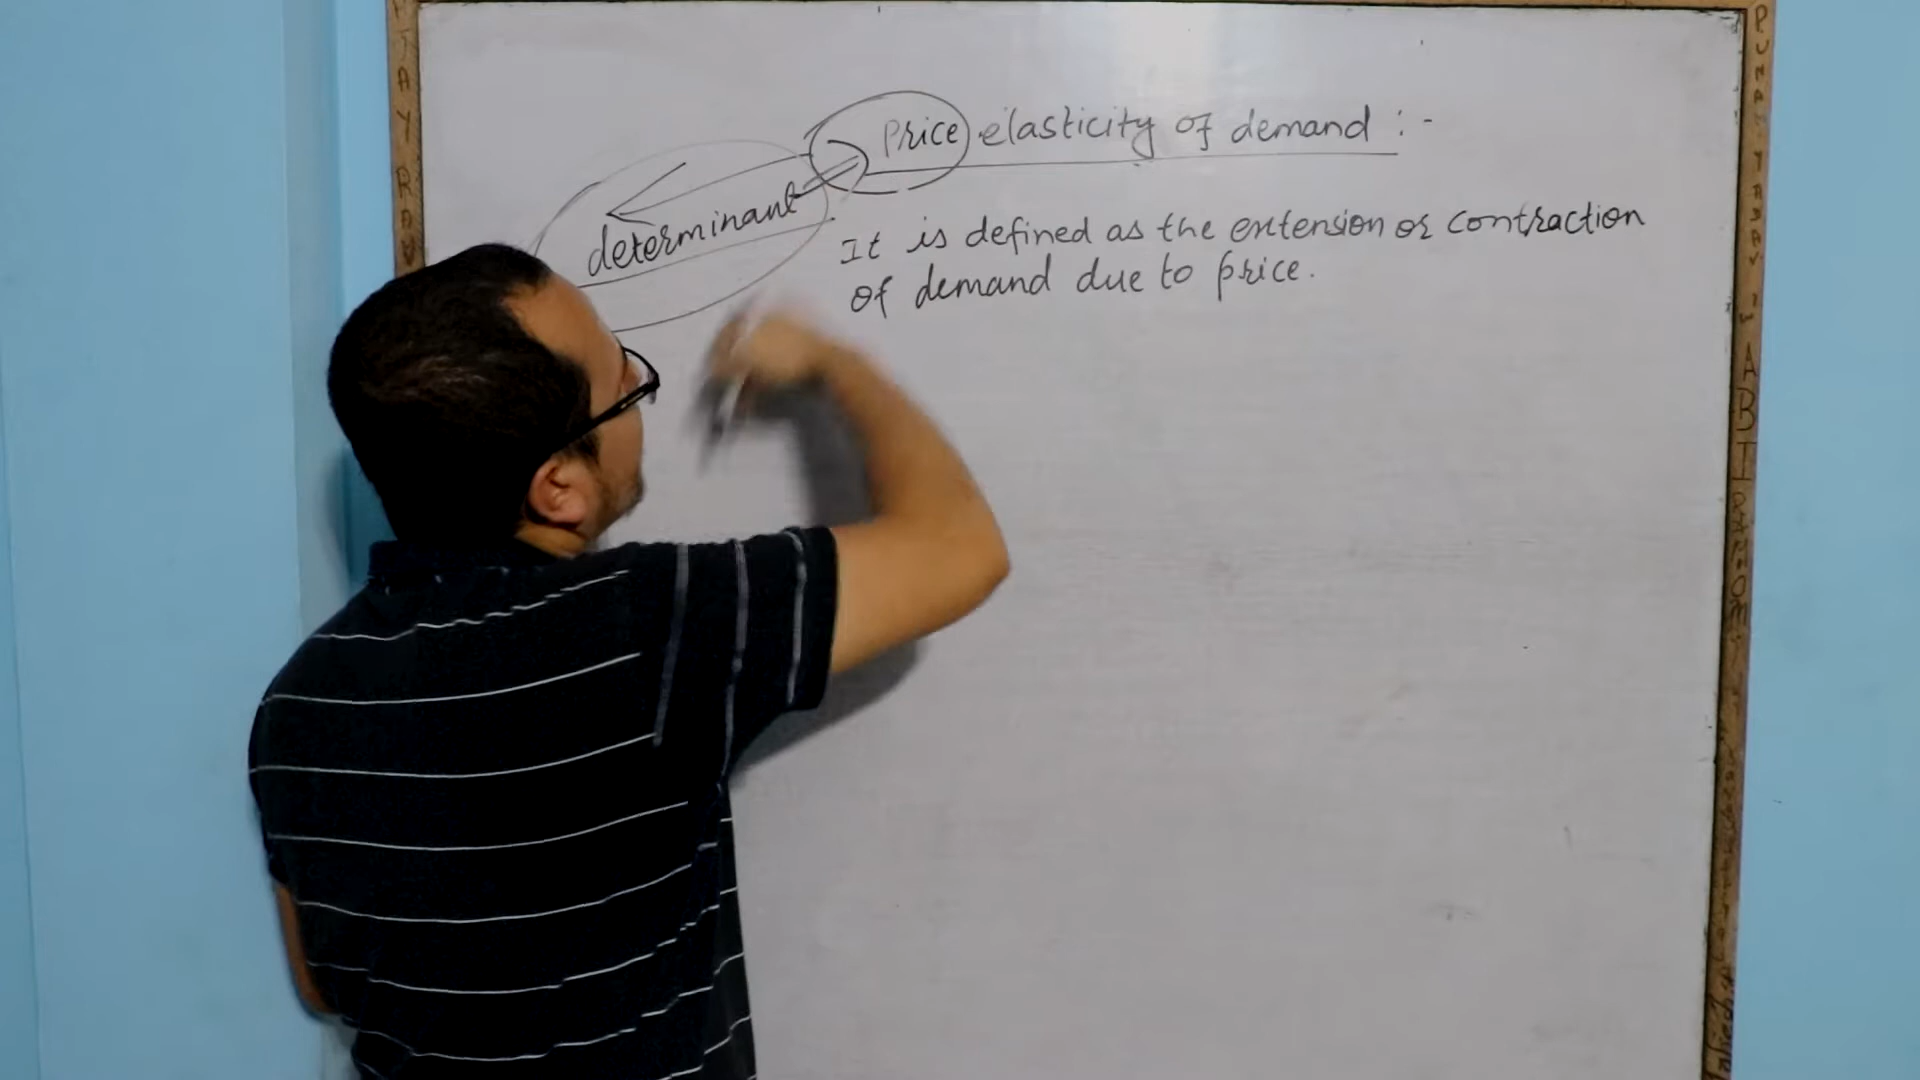 Price elasticity of demand :-
determinant
It is defined as the extension or contraction
of demand due to price.